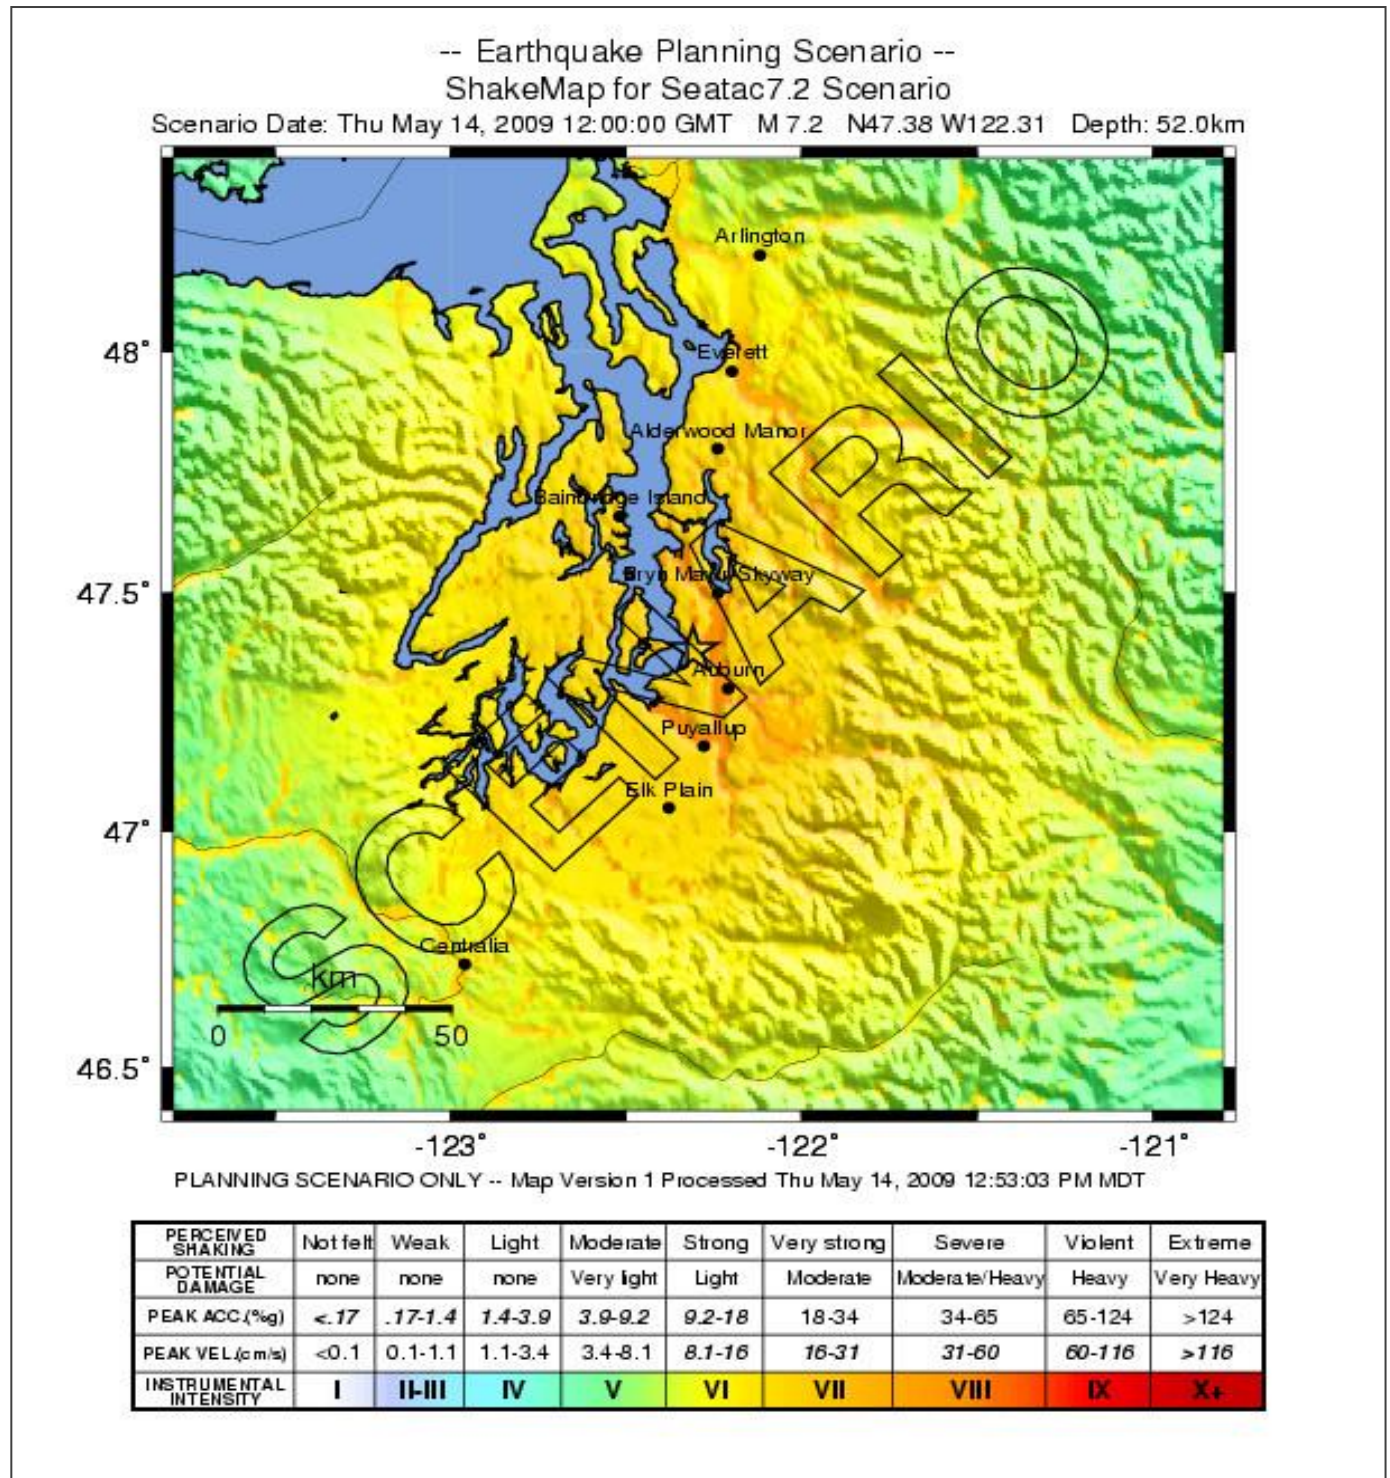 -- Earthquake Planning Scenario --
ShakeMap for Seatac7.2 Scenario
Scenario Date: Thu May 14, 2009 12:00:00 GMT M 7.2 N47.38 W122.31 Depth: 52.0km
Arlington
48°
Everett
Alderwood Manor
Bainbridge Island
47.5°
Bryn Mawr-Skyway
Auburn
Puyallup
Elk Plain
47°
SCENARIO
Centralia
km
0 50
46.5°
-123° -122° -121°
PLANNING SCENARIO ONLY -- Map Version 1 Processed Thu May 14, 2009 12:53:03 PM MDT
PERCEIVED SHAKING Not felt Weak Light Moderate Strong Very strong Severe Violent Extreme
POTENTIAL DAMAGE none none none Very light Light Moderate Moderate/Heavy Heavy Very Heavy
PEAK ACC.(%g) <.17 .17-1.4 1.4-3.9 3.9-9.2 9.2-18 18-34 34-65 65-124 >124
PEAK VEL.(cm/s) <0.1 0.1-1.1 1.1-3.4 3.4-8.1 8.1-16 16-31 31-60 60-116 >116
INSTRUMENTAL INTENSITY I II-III IV V VI VII VIII IX X+